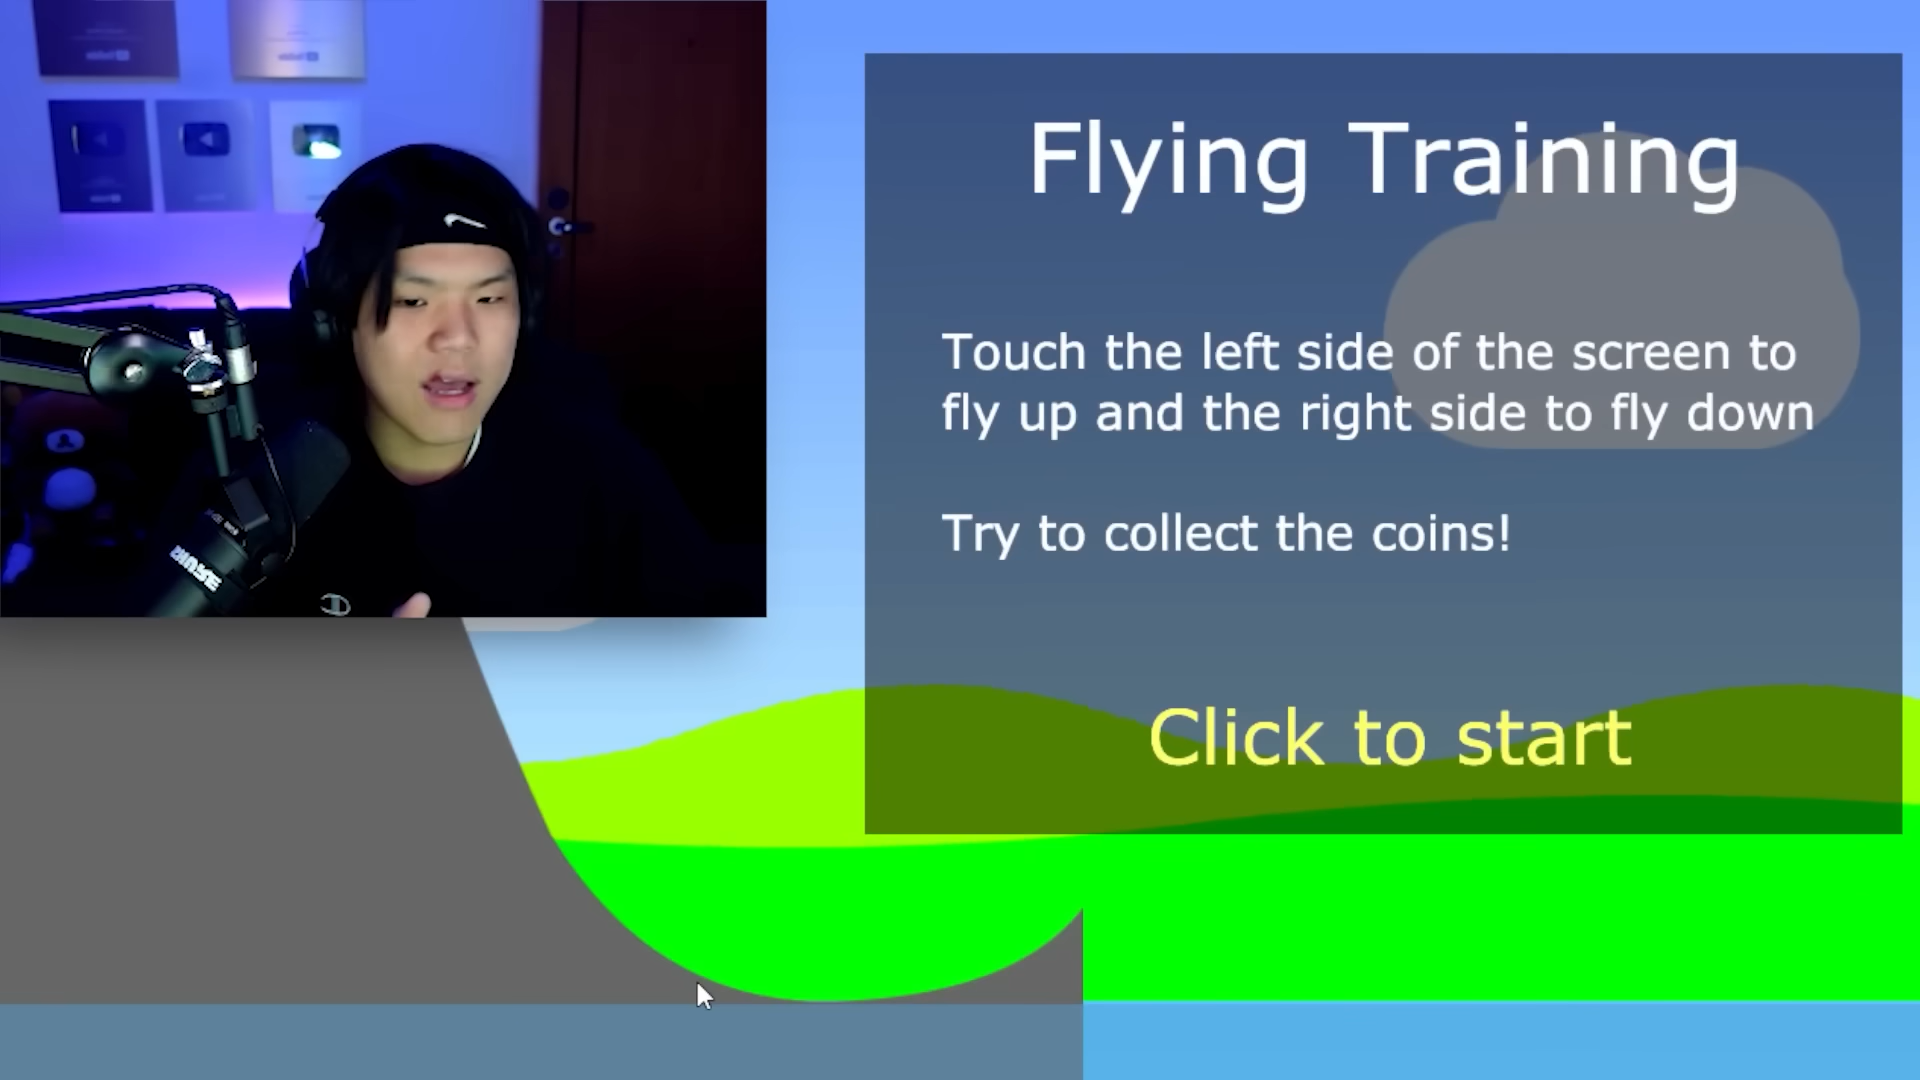 Flying Training
Touch the left side of the screen to
fly up and the right side to fly down
Try to collect the coins!
Click to start
SHURE